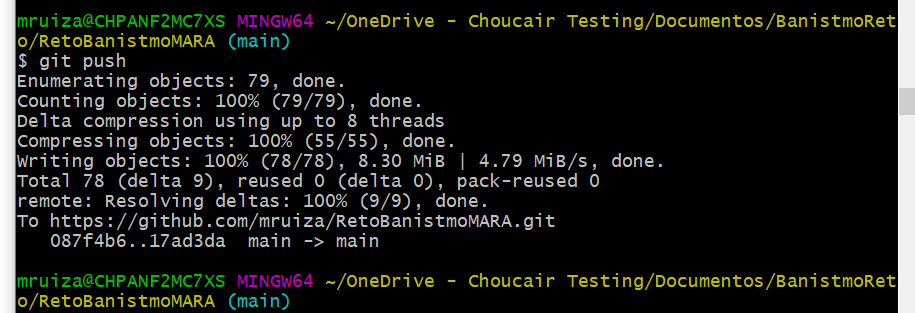 mruiza@CHPANF2MC7XS MINGW64 ~/OneDrive - Choucair Testing/Documentos/BanistmoRet
o/RetoBanistmoMARA (main)
$ git push
Enumerating objects: 79, done.
Counting objects: 100% (79/79), done.
Delta compression using up to 8 threads
Compressing objects: 100% (55/55), done.
Writing objects: 100% (78/78), 8.30 MiB | 4.79 MiB/s, done.
Total 78 (delta 9), reused 0 (delta 0), pack-reused 0
remote: Resolving deltas: 100% (9/9), done.
To https://github.com/mruiza/RetoBanistmoMARA.git
   087f4b6..17ad3da  main -> main
mruiza@CHPANF2MC7XS MINGW64 ~/OneDrive - Choucair Testing/Documentos/BanistmoRet
o/RetoBanistmoMARA (main)